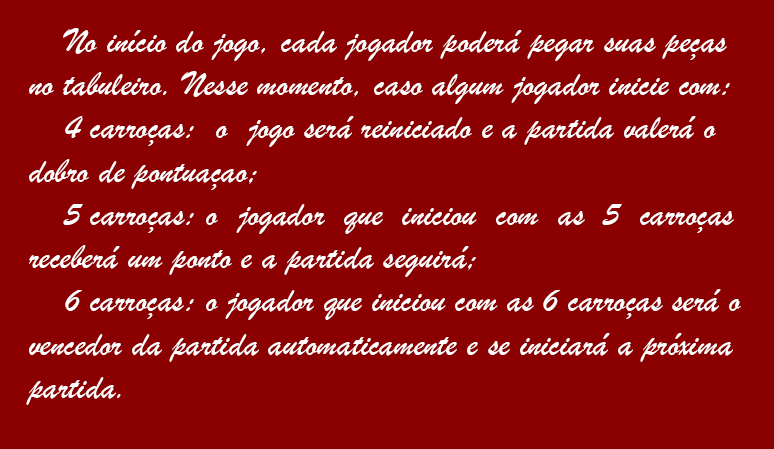 No início do jogo, cada jogador poderá pegar suas peças
no tabuleiro. Nesse momento, caso algum jogador inicie com:
4 carroças: o jogo será reiniciado e a partida valerá o
dobro de pontuaçao;
5 carroças: o jogador que iniciou com as 5 carroças
receberá um ponto e a partida seguirá;
6 carroças: o jogador que iniciou com as 6 carroças será o
vencedor da partida automaticamente e se iniciará a próxima
partida.